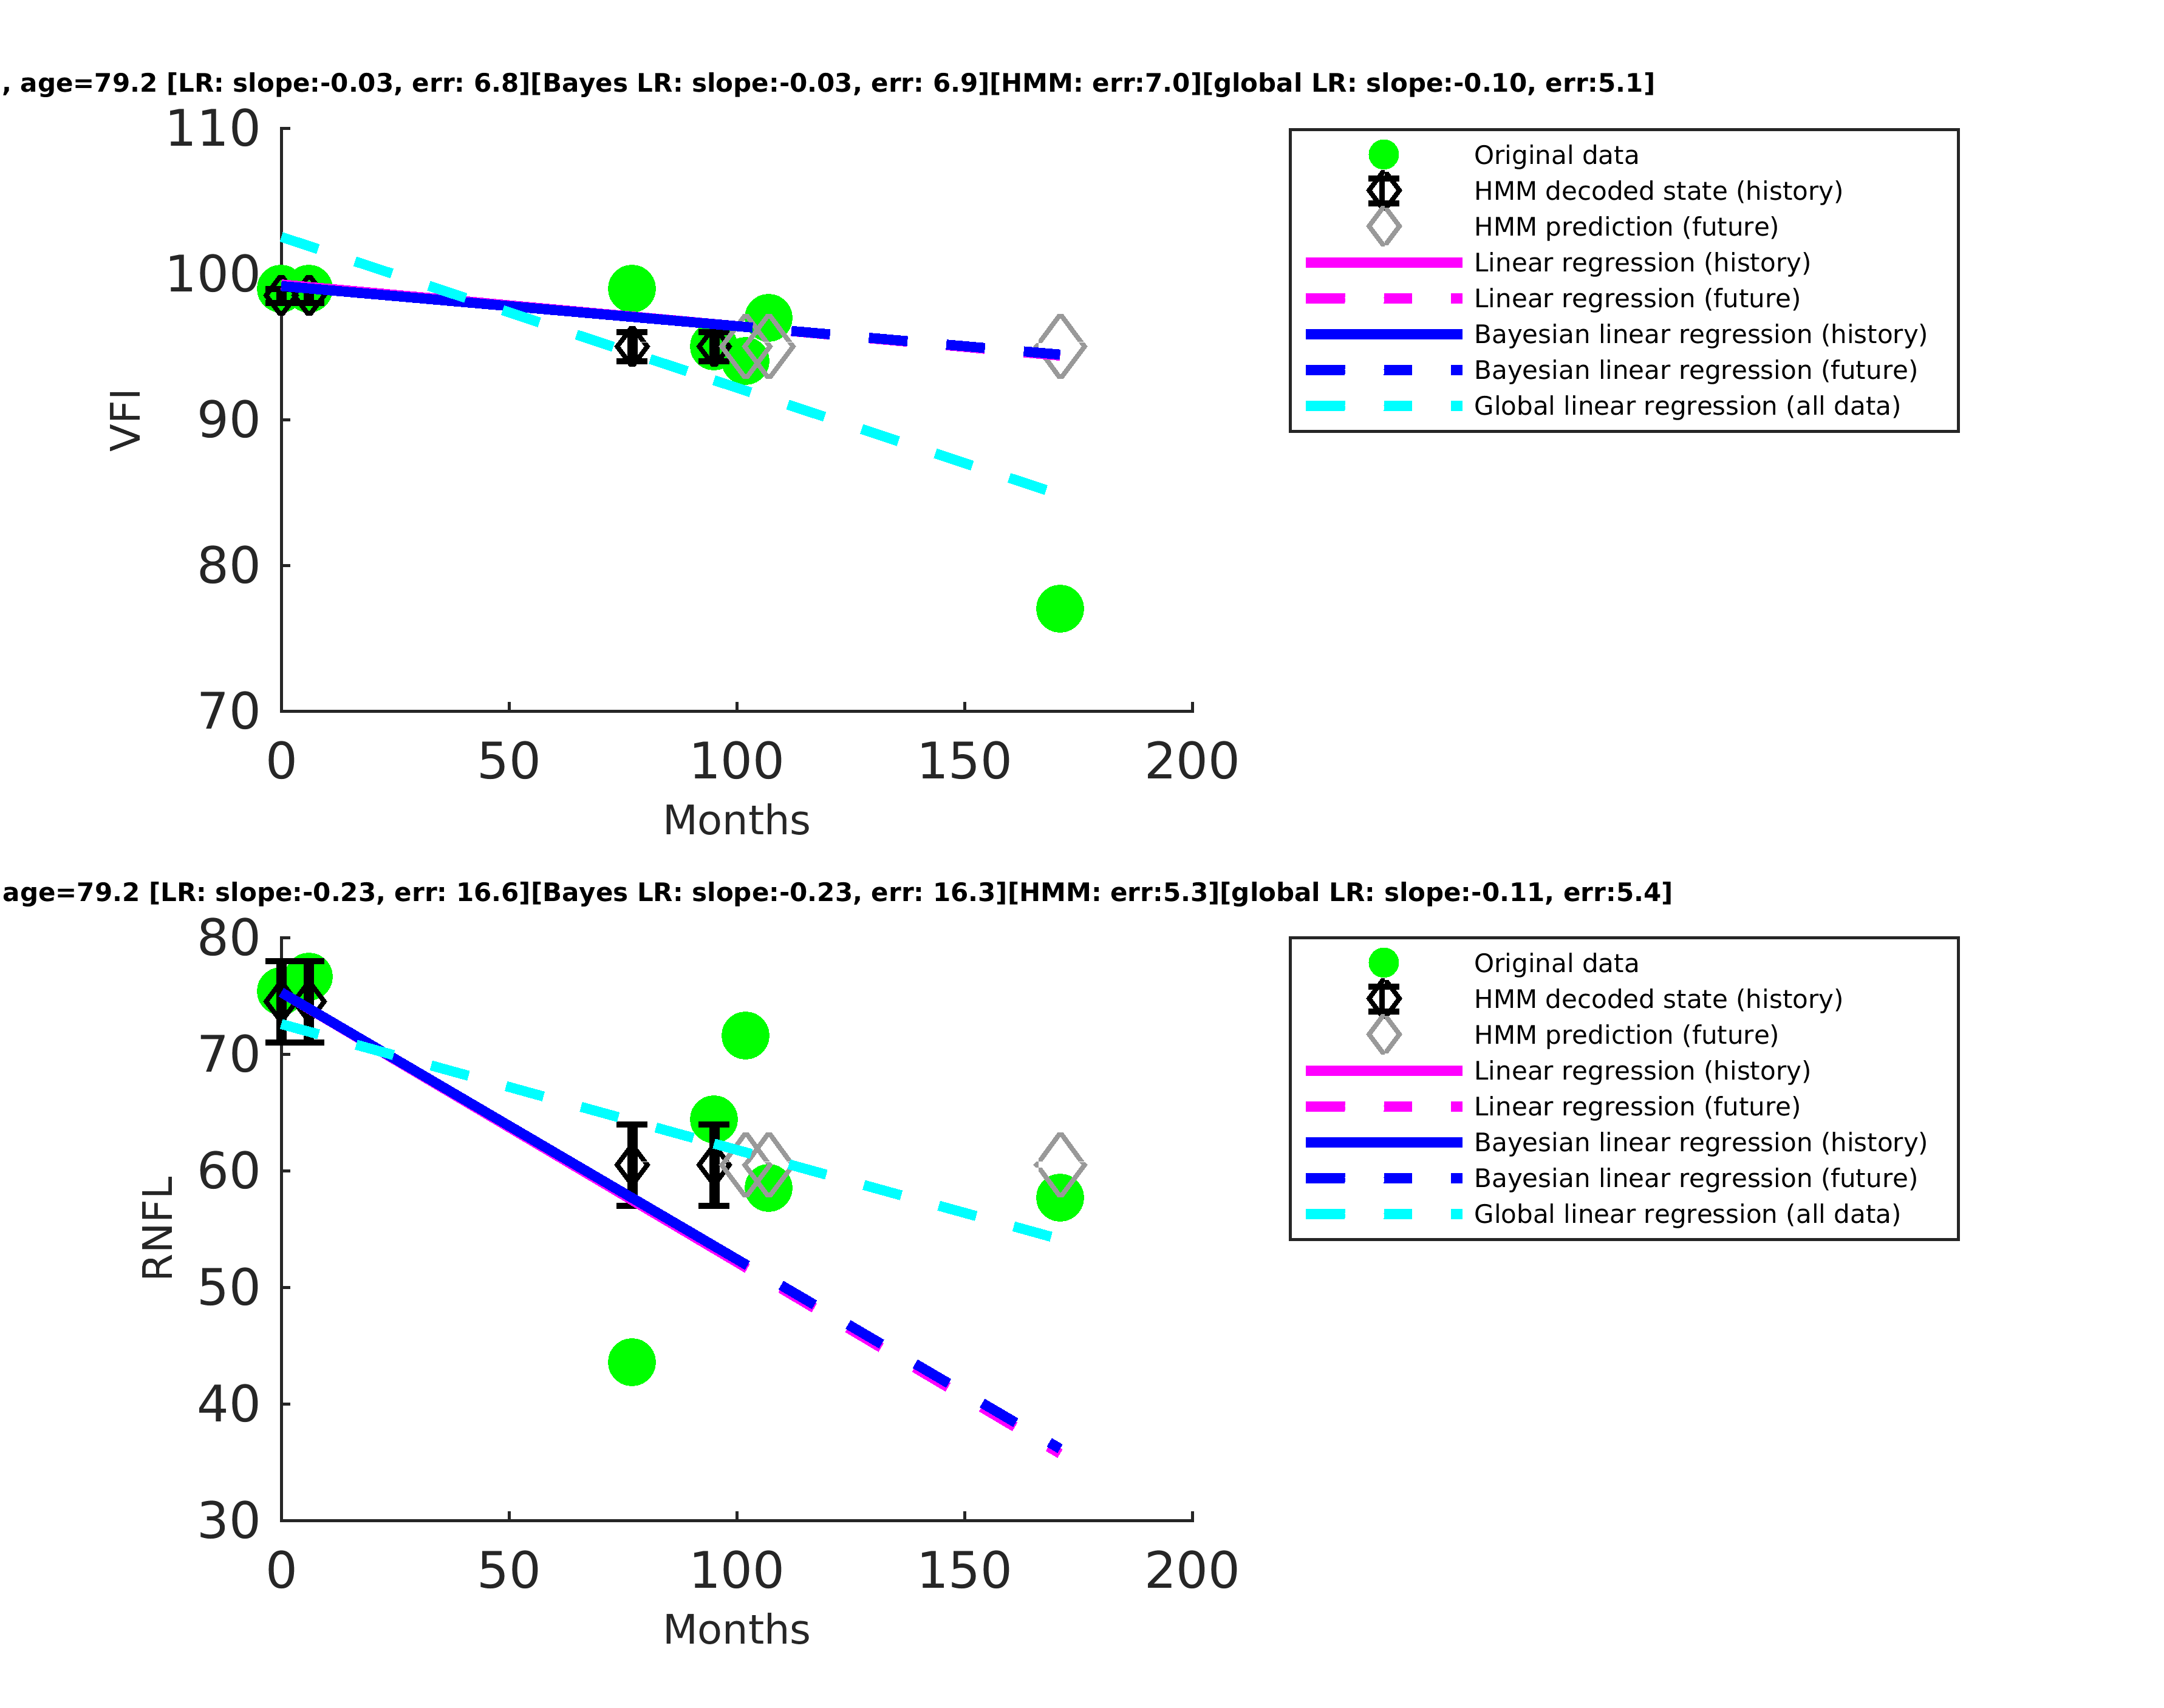 , age=79.2 [LR: slope:-0.03, err: 6.8][Bayes LR: slope:-0.03, err: 6.9][HMM: err:7.0][global LR: slope:-0.10, err:5.1]
110
100
90
80
70
VFI
0 50 100 150 200
Months
Original data
HMM decoded state (history)
HMM prediction (future)
Linear regression (history)
Linear regression (future)
Bayesian linear regression (history)
Bayesian linear regression (future)
Global linear regression (all data)
age=79.2 [LR: slope:-0.23, err: 16.6][Bayes LR: slope:-0.23, err: 16.3][HMM: err:5.3][global LR: slope:-0.11, err:5.4]
80
70
60
50
40
30
RNFL
0 50 100 150 200
Months
Original data
HMM decoded state (history)
HMM prediction (future)
Linear regression (history)
Linear regression (future)
Bayesian linear regression (history)
Bayesian linear regression (future)
Global linear regression (all data)